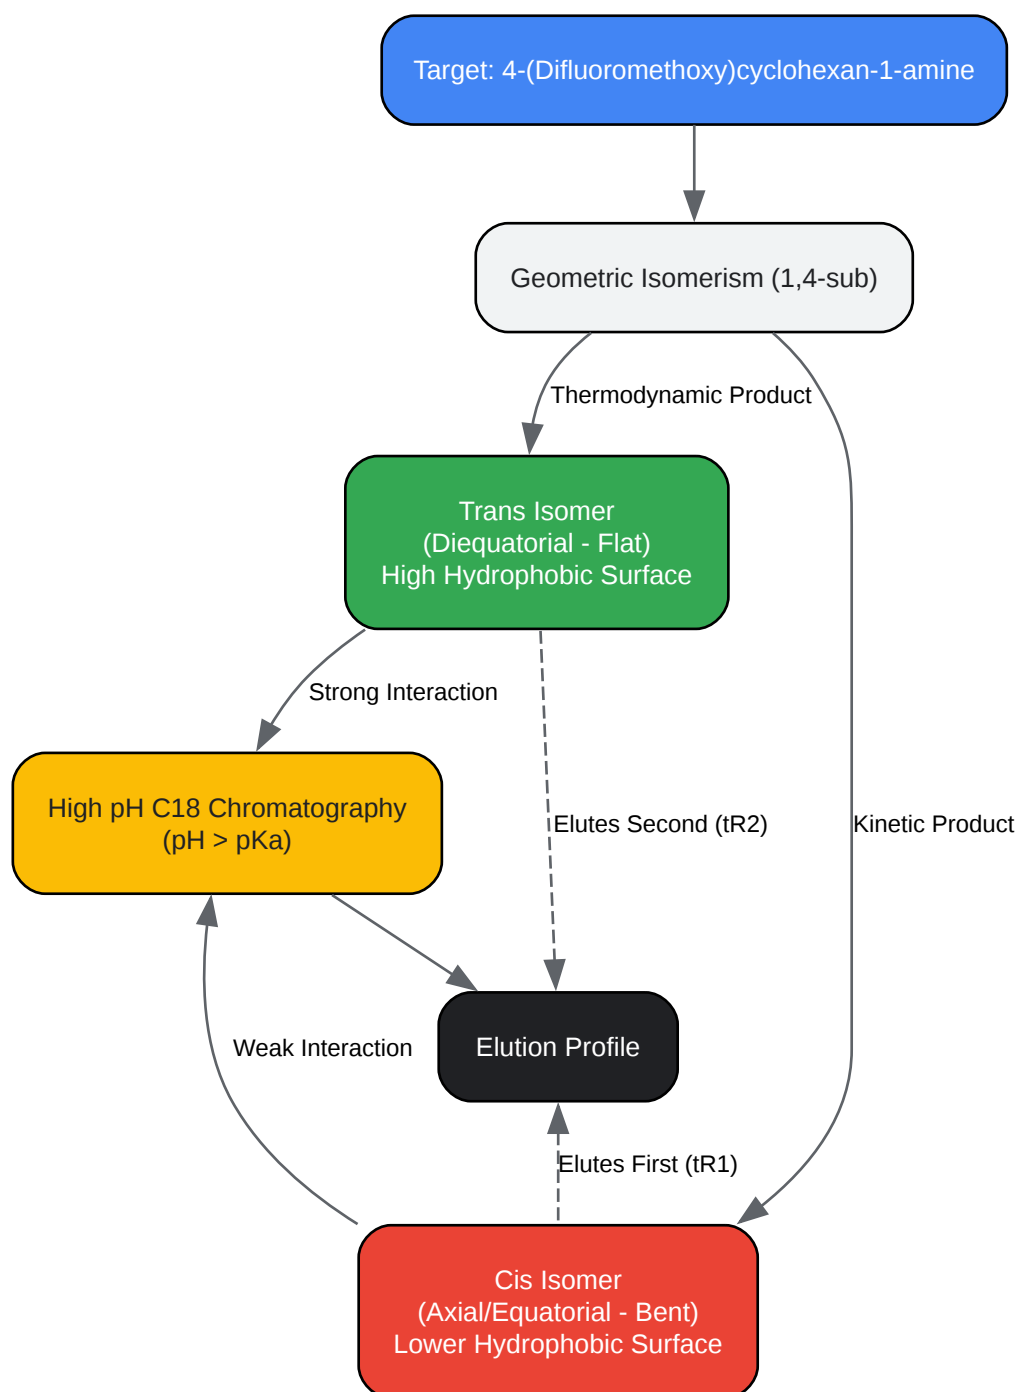 Target: 4-(Difluoromethoxy)cyclohexan-1-amine
Geometric Isomerism (1,4-sub)
Thermodynamic Product
Trans Isomer
(Diequatorial - Flat)
High Hydrophobic Surface
Strong Interaction
High pH C18 Chromatography
(pH > pKa)
Elutes Second (tR2)
Kinetic Product
Elution Profile
Weak Interaction
Elutes First (tR1)
Cis Isomer
(Axial/Equatorial - Bent)
Lower Hydrophobic Surface